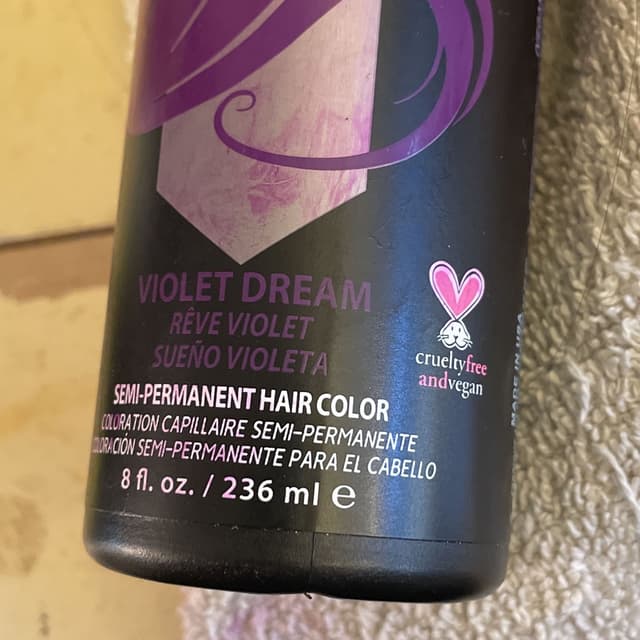 VIOLET DREAM
RÊVE VIOLET
SUEÑO VIOLETA
SEMI-PERMANENT HAIR COLOR
COLORATION CAPILLAIRE SEMI-PERMANENTE
COLORACIÓN SEMI-PERMANENTE PARA EL CABELLO
8 fl. oz. / 236 ml ℮
crueltyfree
andvegan